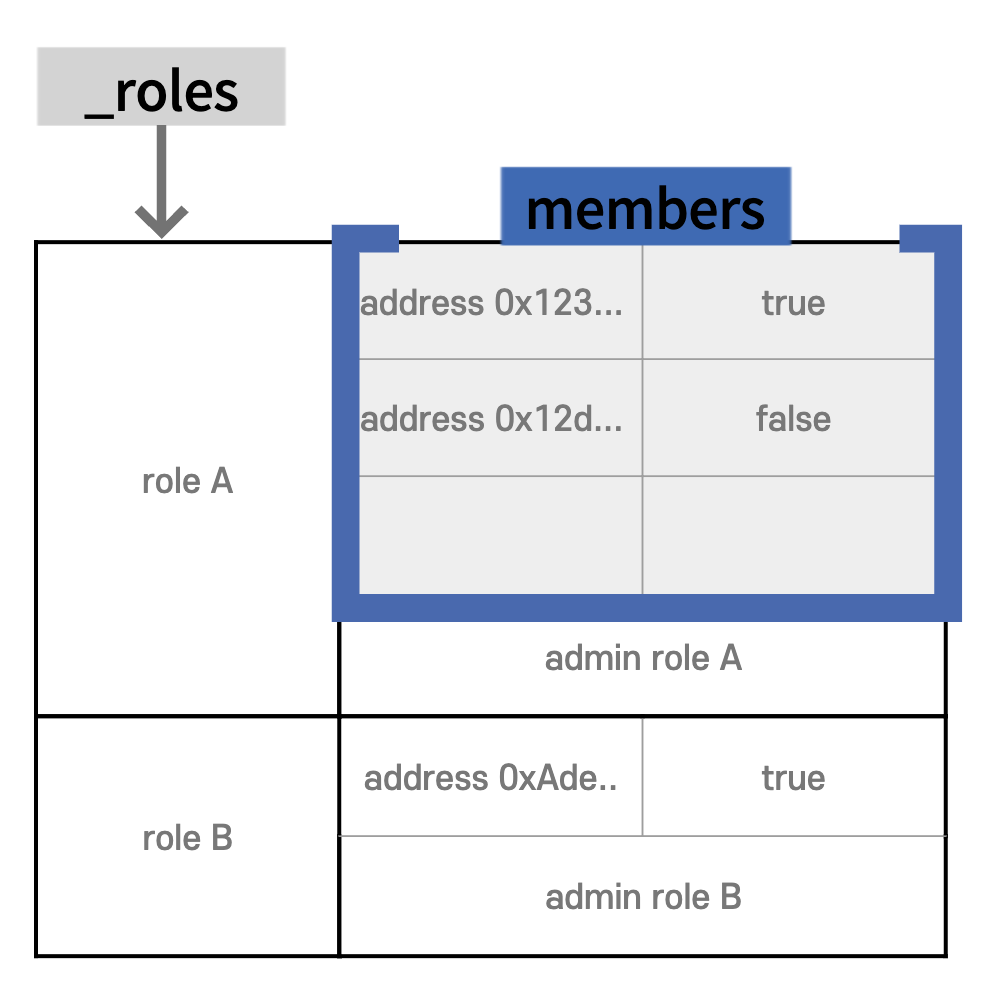 _roles
members
address 0x123... true
address 0x12d... false
role A
admin role A
address 0xAde.. true
role B
admin role B